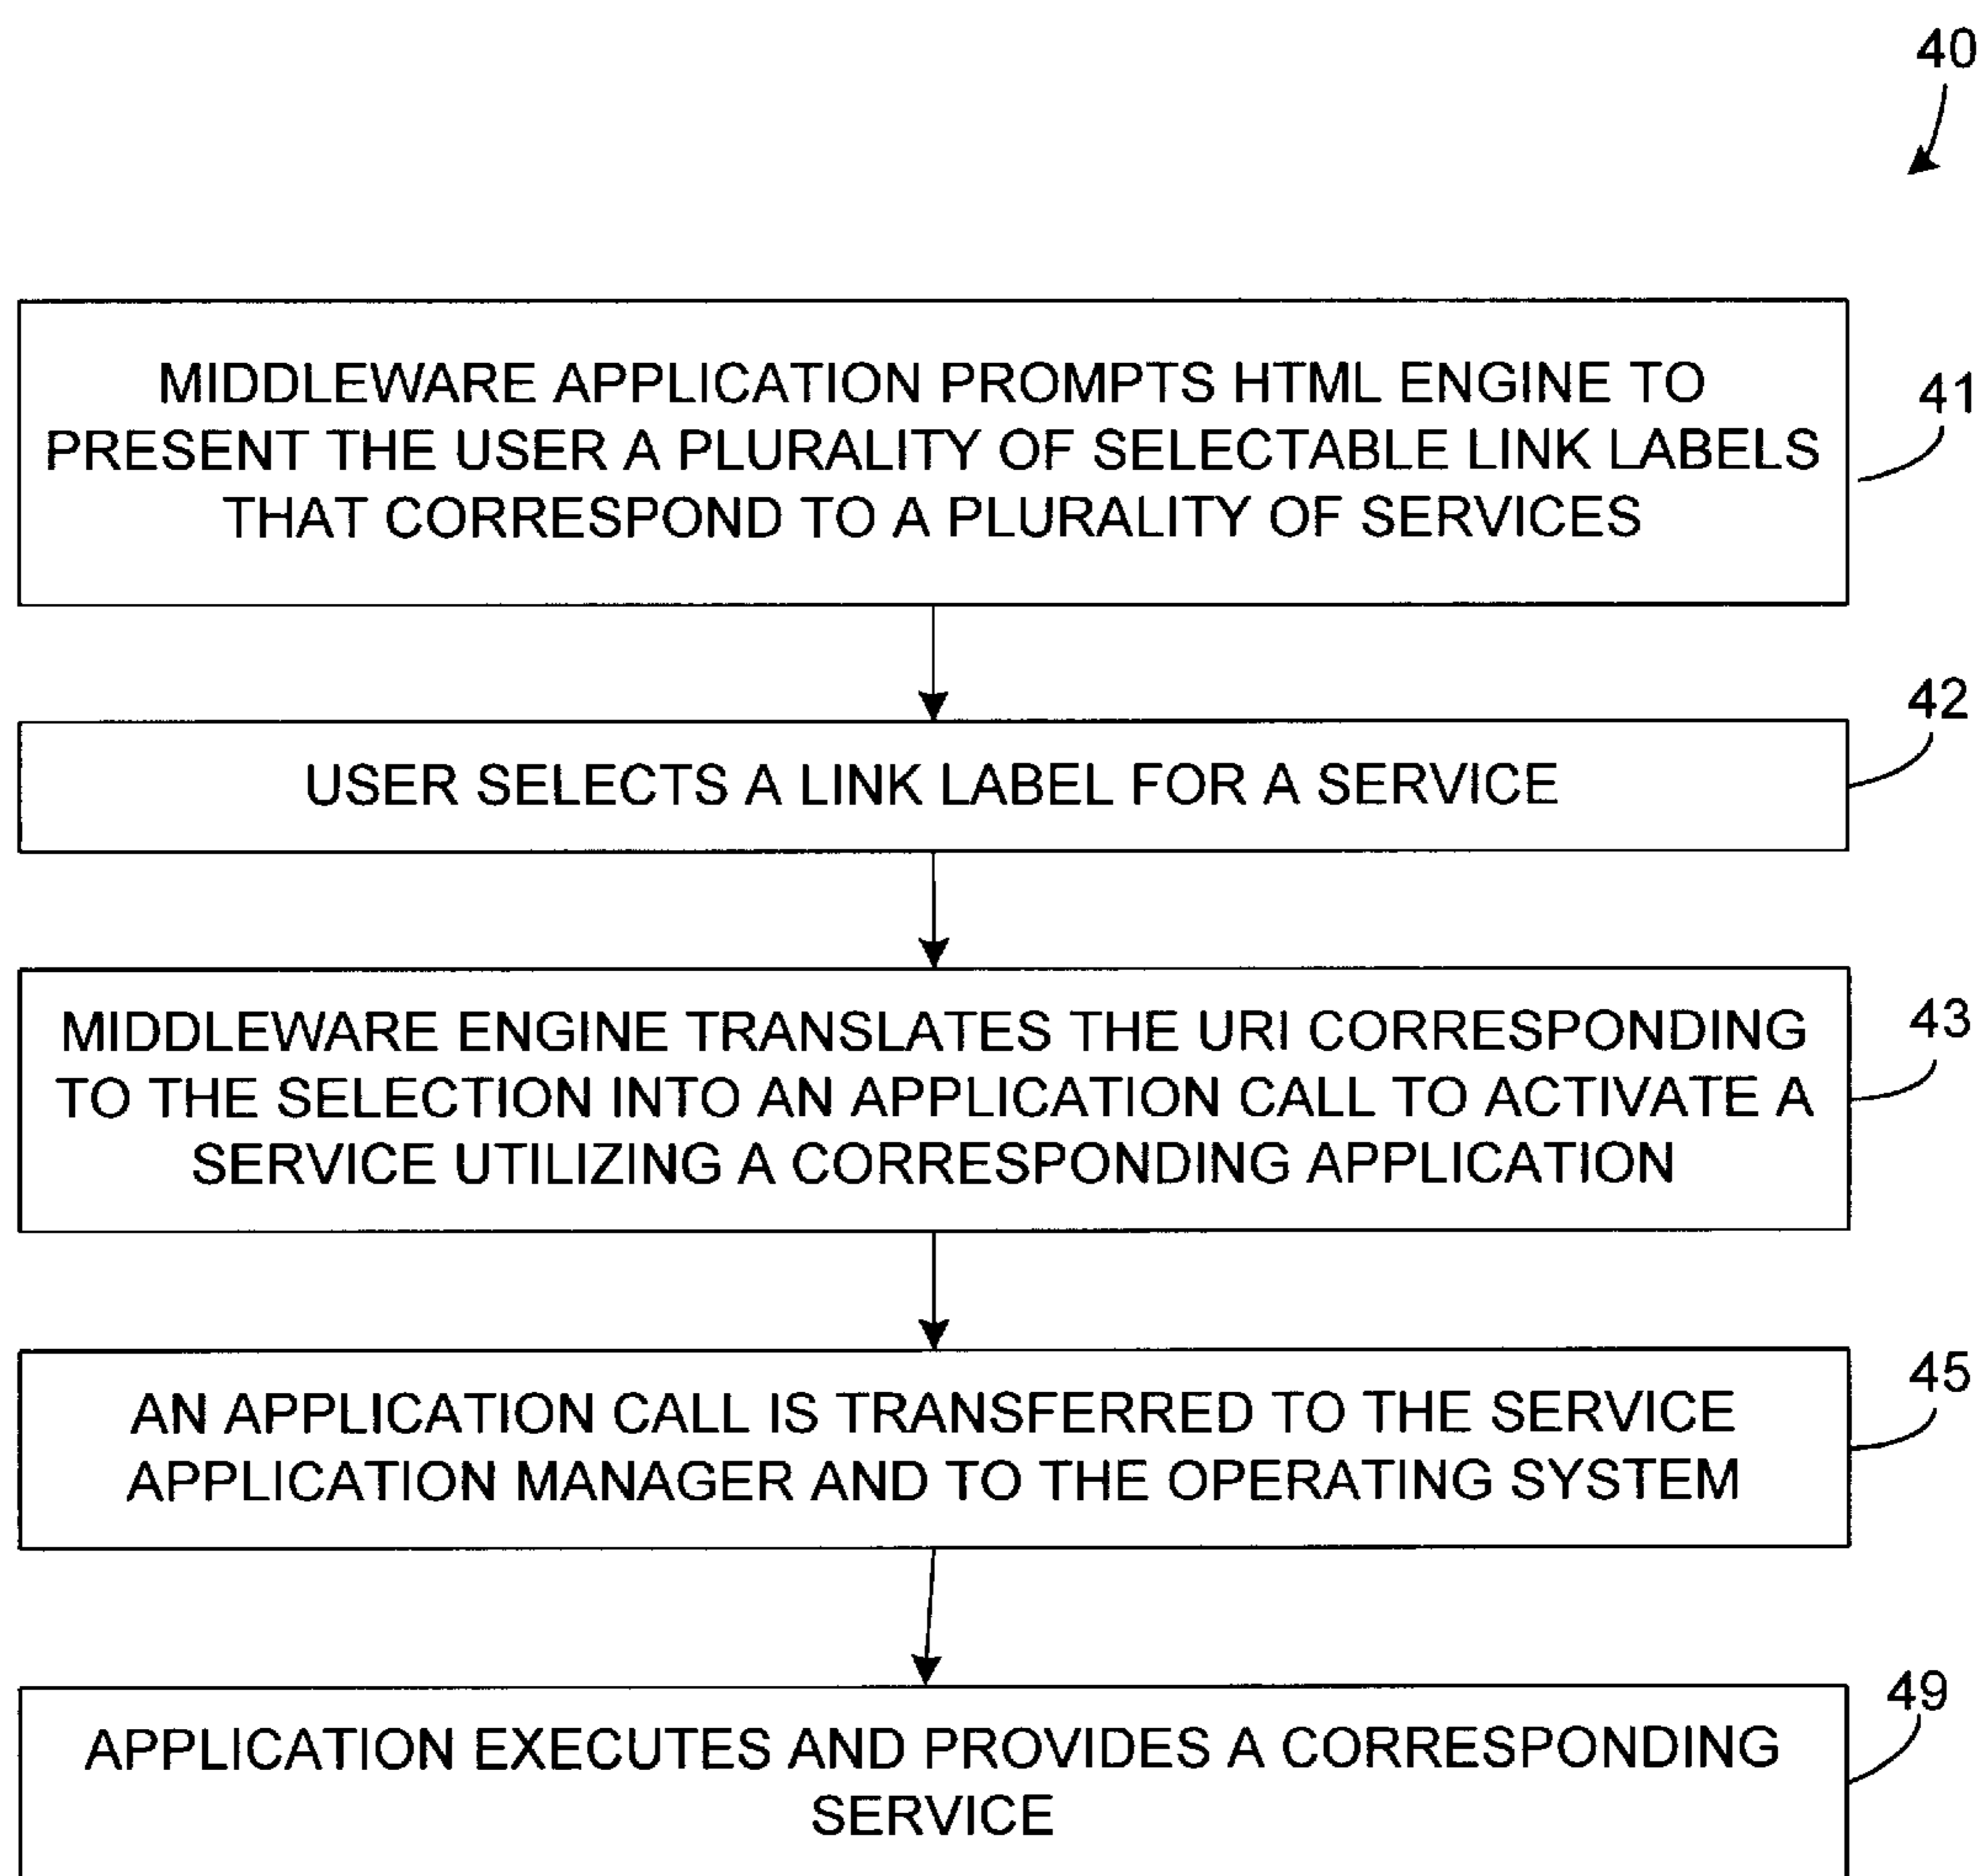 40
MIDDLEWARE APPLICATION PROMPTS HTML ENGINE TO
PRESENT THE USER A PLURALITY OF SELECTABLE LINK LABELS
THAT CORRESPOND TO A PLURALITY OF SERVICES
41
42
USER SELECTS A LINK LABEL FOR A SERVICE
MIDDLEWARE ENGINE TRANSLATES THE URI CORRESPONDING
TO THE SELECTION INTO AN APPLICATION CALL TO ACTIVATE A
SERVICE UTILIZING A CORRESPONDING APPLICATION
43
AN APPLICATION CALL IS TRANSFERRED TO THE SERVICE
APPLICATION MANAGER AND TO THE OPERATING SYSTEM
45
APPLICATION EXECUTES AND PROVIDES A CORRESPONDING
SERVICE
49